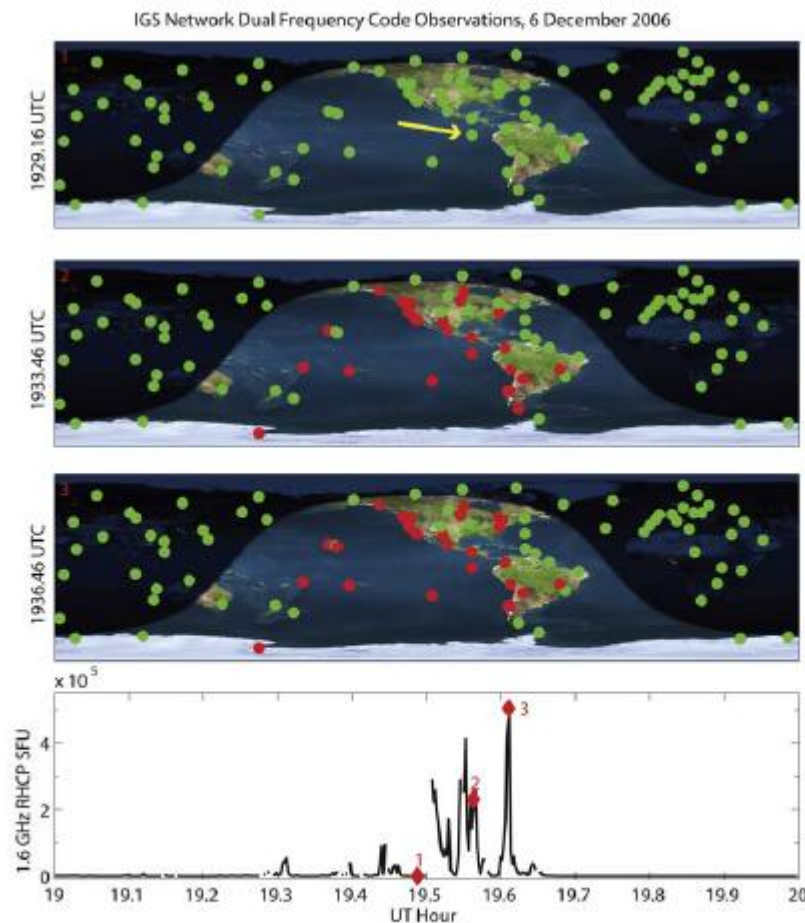 IGS Network Dual Frequency Code Observations, 6 December 2006
1
1929.16 UTC
2
1933.46 UTC
3
1936.46 UTC
x 10 5
4
2
0
1.6 GHz RHCP SFU
1
2
3
19 19.1 19.2 19.3 19.4 19.5 19.6 19.7 19.8 19.9 20
UT Hour